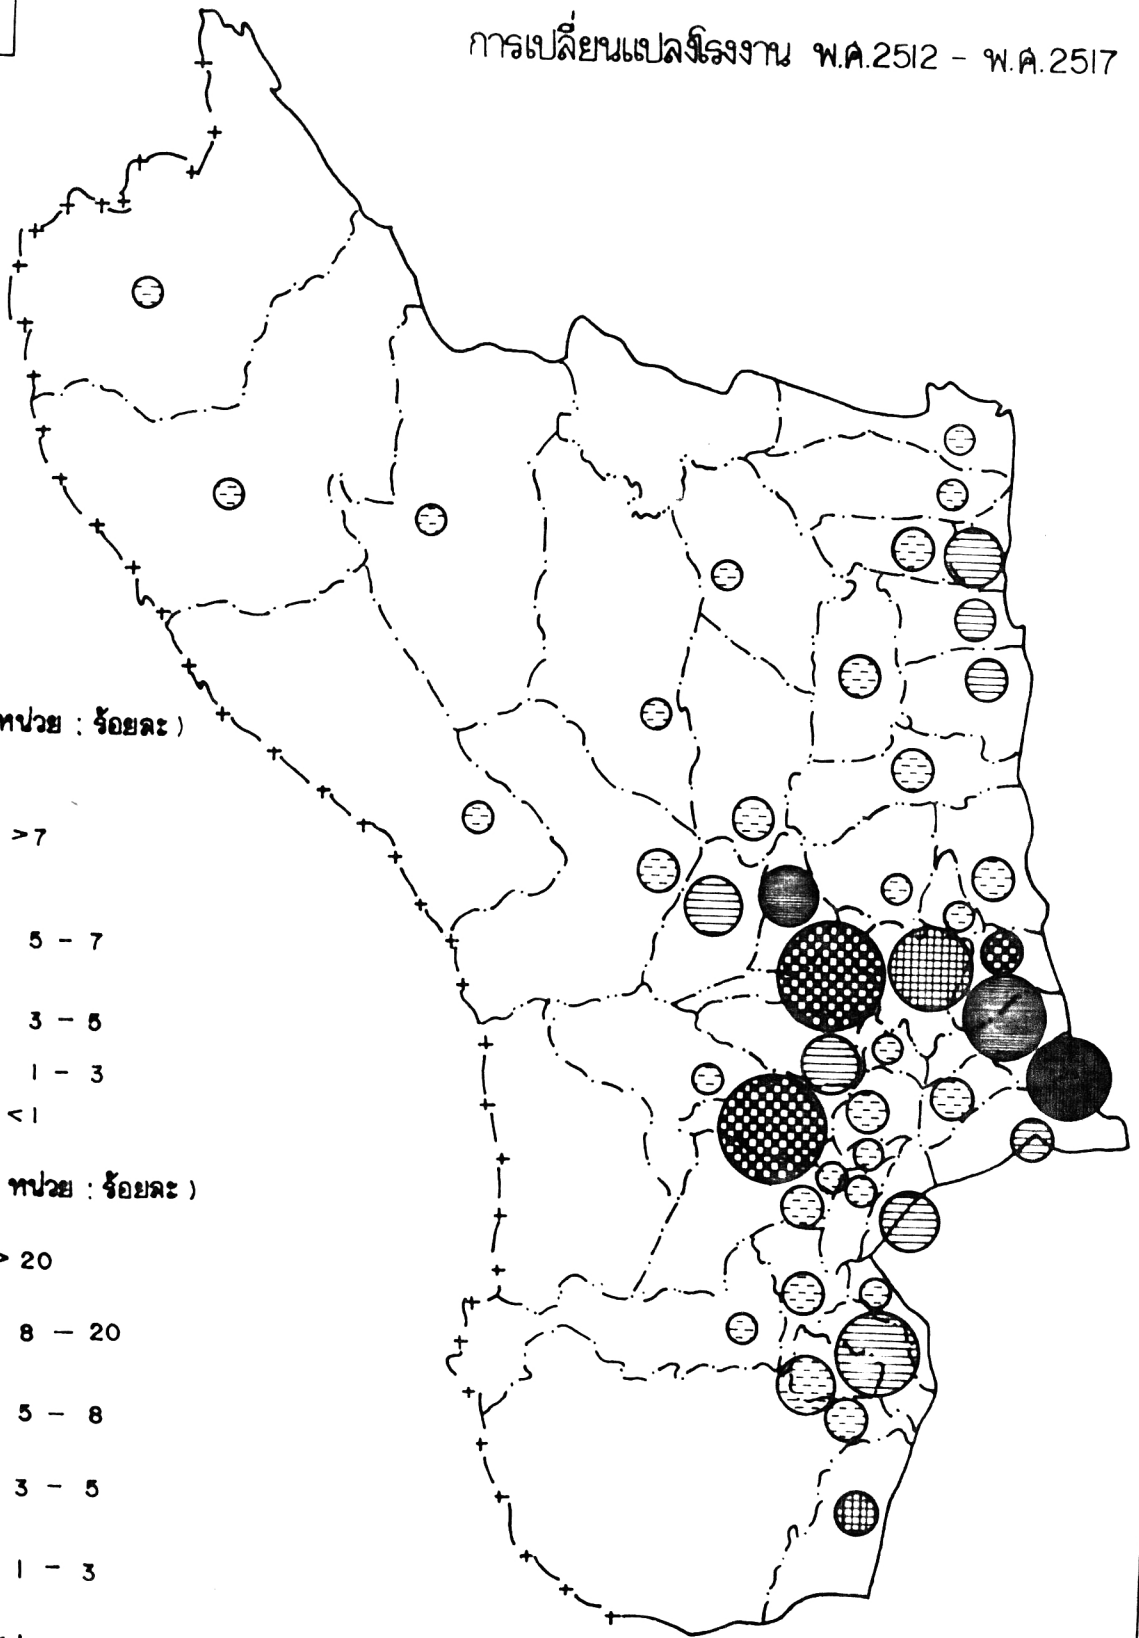 การเปลี่ยนแปลงโรงงาน พ.ศ.2512 - พ.ศ.2517
หน่วย : ร้อยละ )
>7
5 - 7
3 - 5
1 - 3
<1
หน่วย : ร้อยละ )
> 20
8 - 20
5 - 8
3 - 5
1 - 3